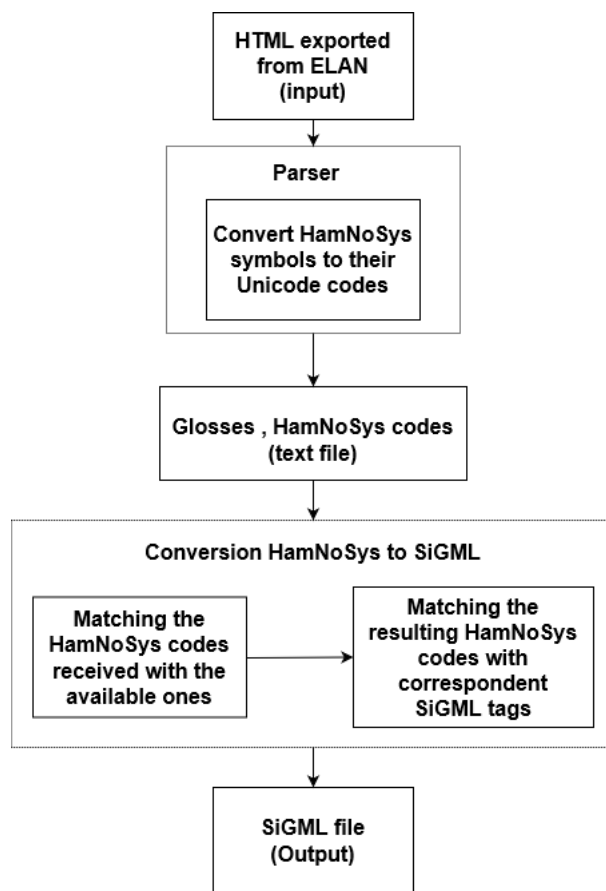 HTML exported
from ELAN
(input)
Parser
Convert HamNoSys
symbols to their
Unicode codes
Glosses , HamNoSys codes
(text file)
Conversion HamNoSys to SiGML
Matching the
HamNoSys codes
received with the
available ones
Matching the
resulting HamNoSys
codes with
correspondent
SiGML tags
SiGML file
(Output)